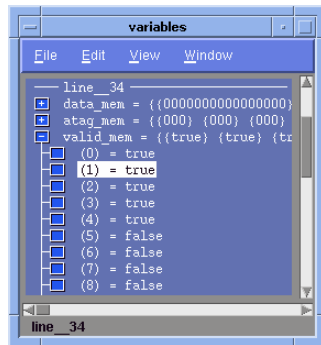 variables
File Edit View Window
line__34
data_mem = {{0000000000000000}
atag_mem = {{000} {000} {000}
valid_mem = {{true} {true} {tr
(0) = true
(1) = true
(2) = true
(3) = true
(4) = true
(5) = false
(6) = false
(7) = false
(8) = false
line__34